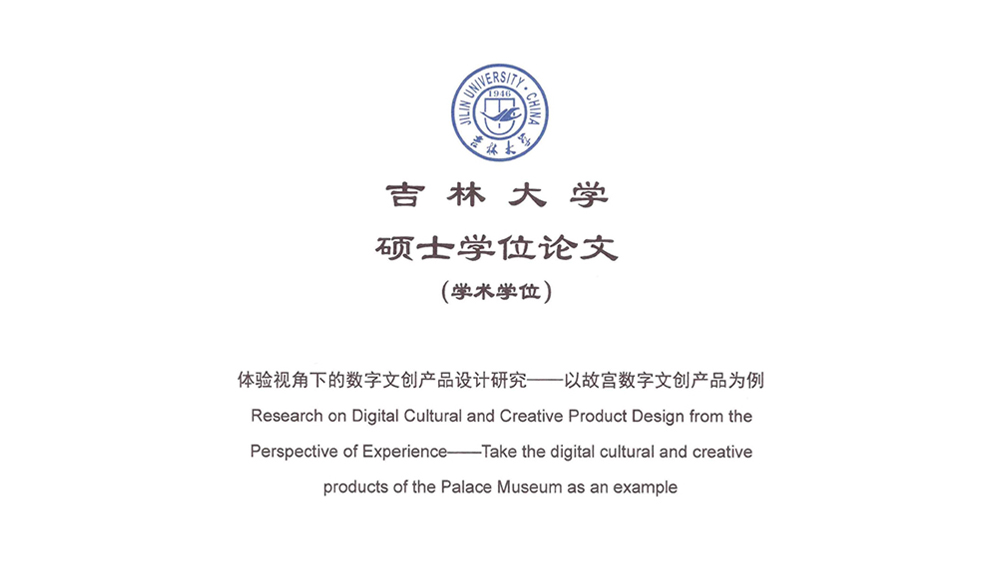 JILIN UNIVERSITY · CHINA
1946
吉林大学
吉林大学
硕士学位论文
(学术学位)
体验视角下的数字文创产品设计研究——以故宫数字文创产品为例
Research on Digital Cultural and Creative Product Design from the
Perspective of Experience——Take the digital cultural and creative
products of the Palace Museum as an example